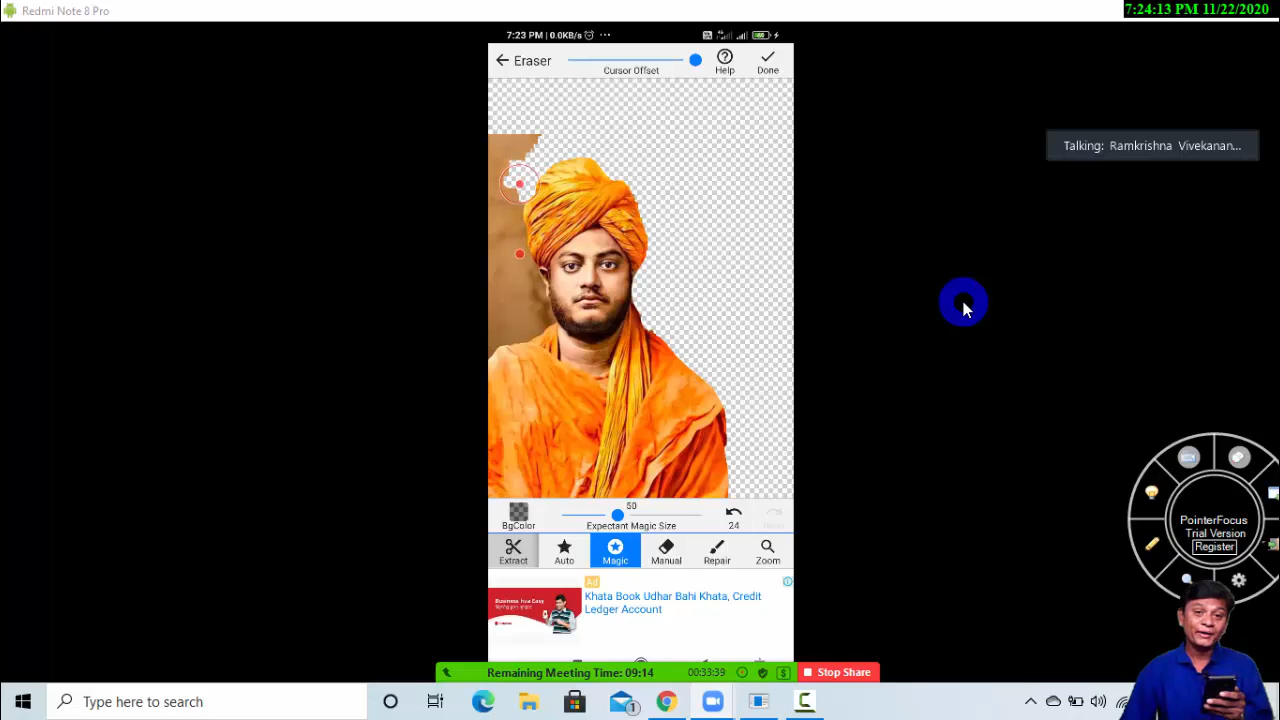 Redmi Note 8 Pro
7:24:13 PM 11/22/2020
7:23 PM | 0.0KB/s
Eraser
Cursor Offset
Help
Done
Talking: Ramkrishna Vivekanan...
50
BgColor
Expectant Magic Size
24
Extract
Auto
Magic
Manual
Repair
Zoom
Ad
Khata Book Udhar Bahi Khata, Credit
Ledger Account
PointerFocus
Trial Version
Register
Remaining Meeting Time: 09:14
00:33:39
Stop Share
Type here to search
1